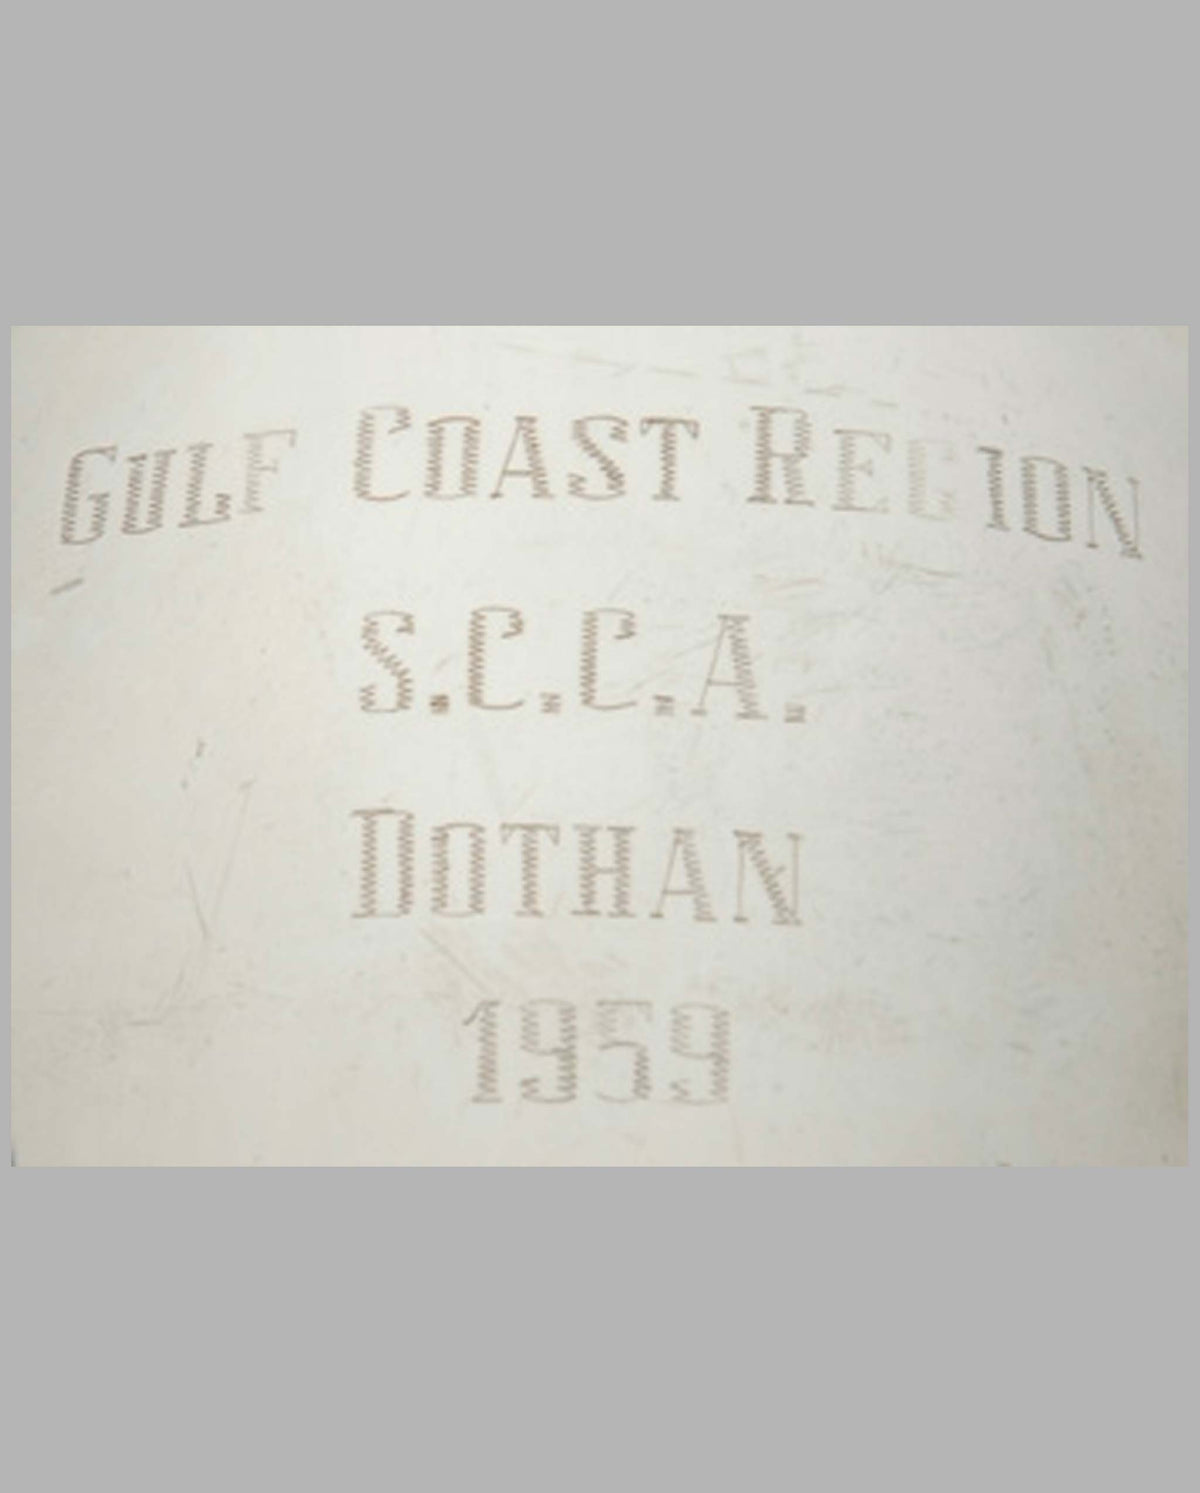 GULF COAST REGION
S.C.C.A.
DOTHAN
1959